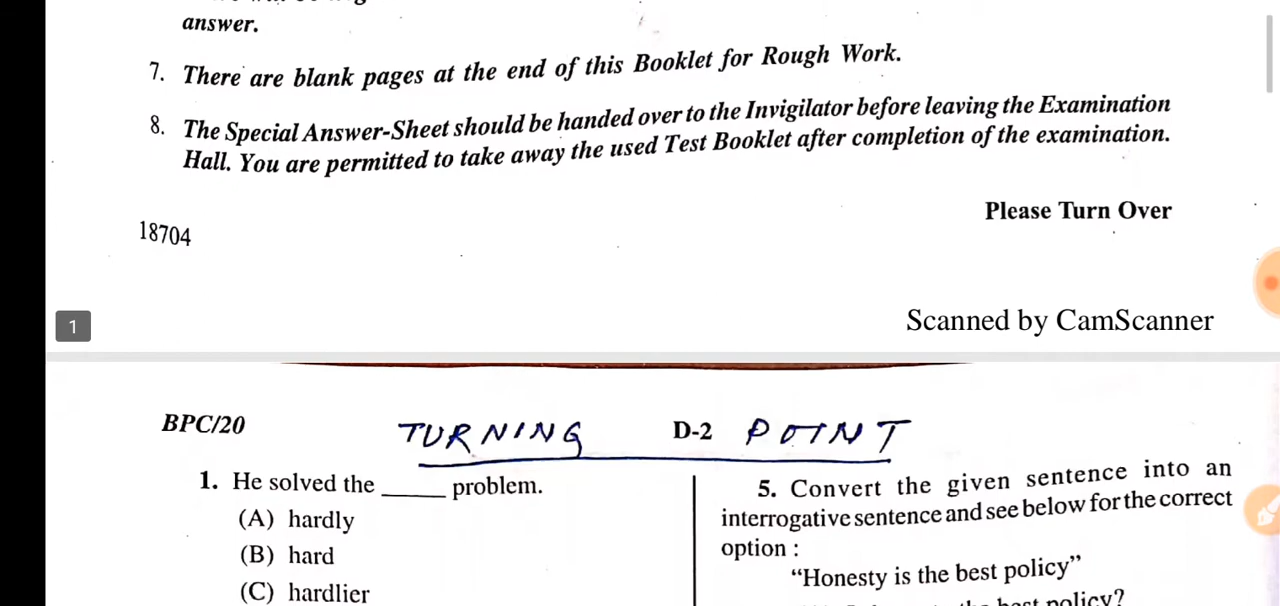 answer.
7. There are blank pages at the end of this Booklet for Rough Work.
8. The Special Answer-Sheet should be handed over to the Invigilator before leaving the Examination
Hall. You are permitted to take away the used Test Booklet after completion of the examination.
Please Turn Over
18704
1
Scanned by CamScanner
BPC/20
TURNING
D-2
POINT
1. He solved the _____ problem.
(A) hardly
(B) hard
(C) hardlier
5. Convert the given sentence into an
interrogative sentence and see below for the correct
option :
“Honesty is the best policy”
best policy?